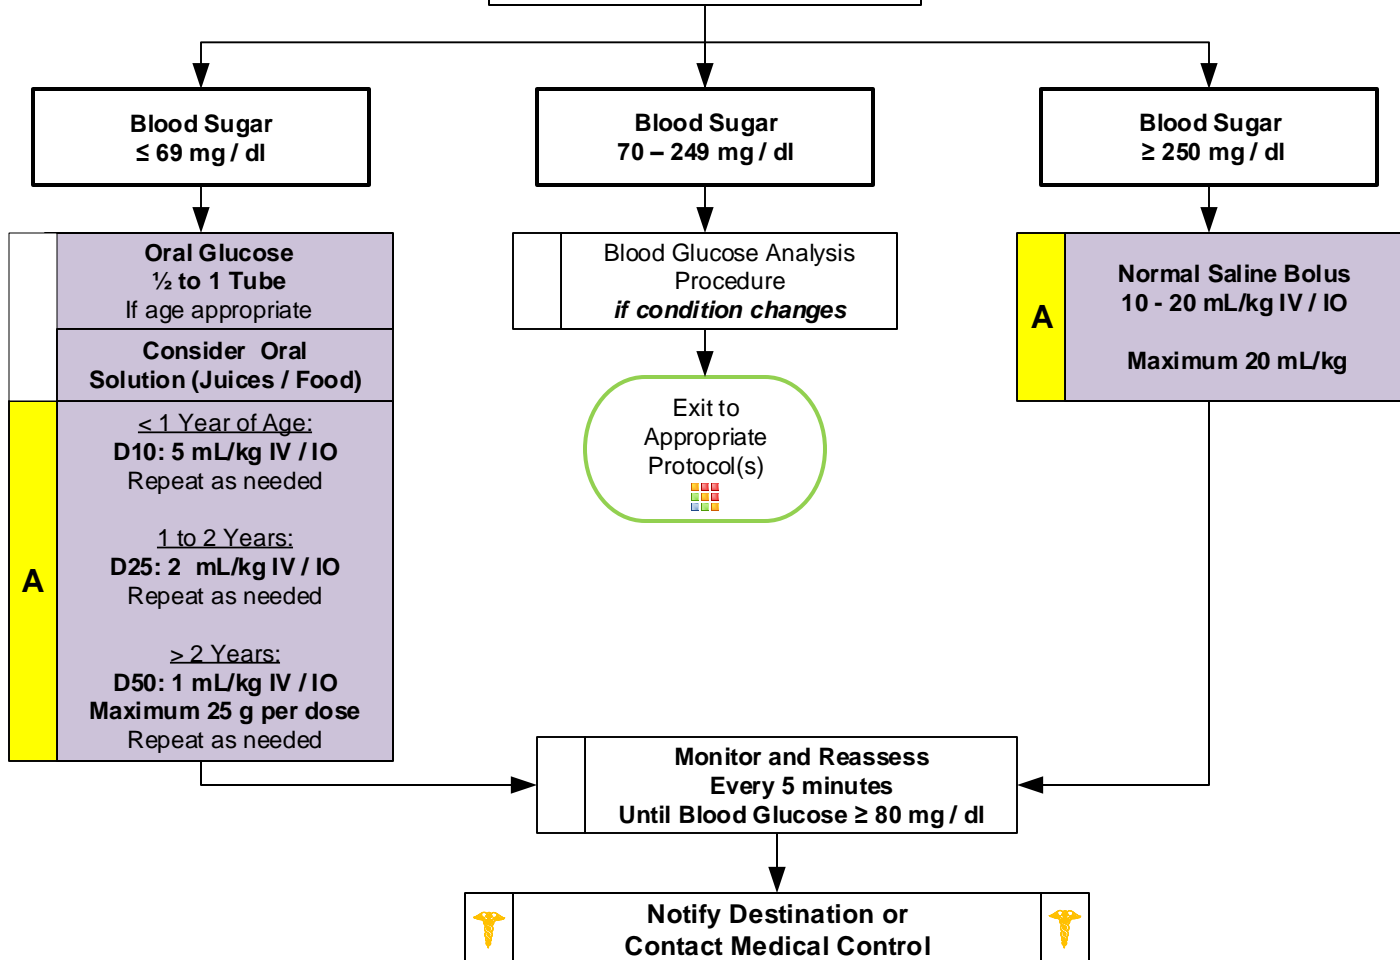 Blood Sugar
≤ 69 mg / dl
Blood Sugar
70 – 249 mg / dl
Blood Sugar
≥ 250 mg / dl
Oral Glucose
½ to 1 Tube
If age appropriate
Consider Oral
Solution (Juices / Food)
A
< 1 Year of Age:
D10: 5 mL/kg IV / IO
Repeat as needed
1 to 2 Years:
D25: 2 mL/kg IV / IO
Repeat as needed
> 2 Years:
D50: 1 mL/kg IV / IO
Maximum 25 g per dose
Repeat as needed
Blood Glucose Analysis
Procedure
if condition changes
Exit to
Appropriate
Protocol(s)
A
Normal Saline Bolus
10 - 20 mL/kg IV / IO
Maximum 20 mL/kg
Monitor and Reassess
Every 5 minutes
Until Blood Glucose ≥ 80 mg / dl
Notify Destination or
Contact Medical Control